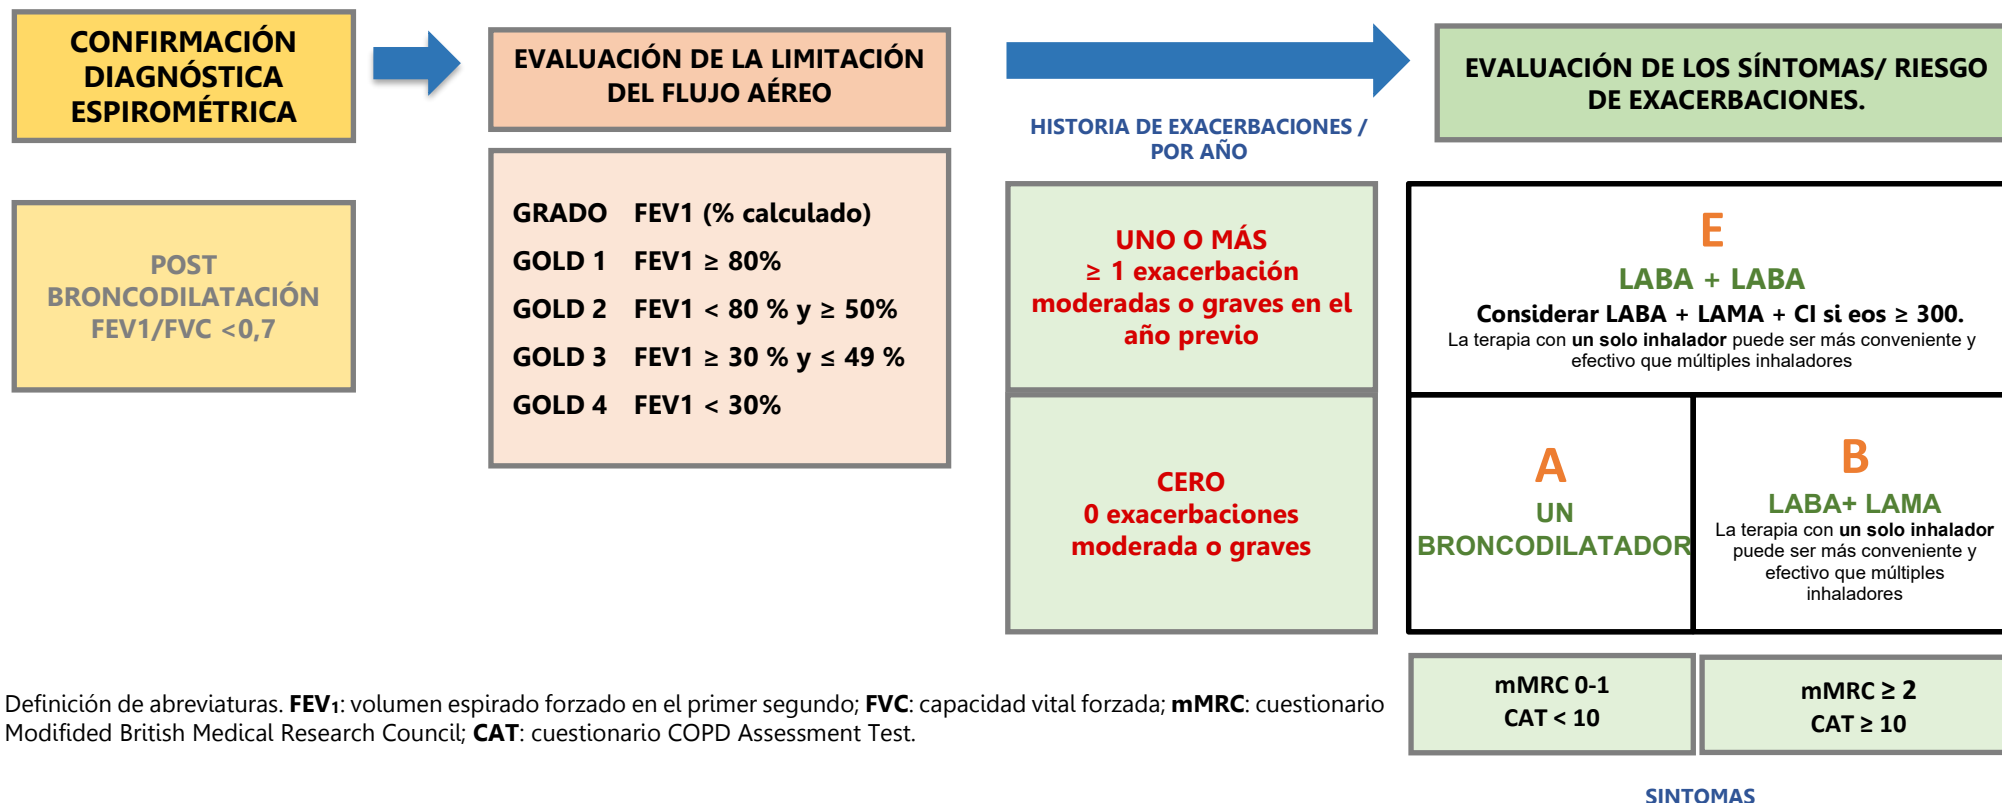 CONFIRMACIÓN
DIAGNÓSTICA
ESPIROMÉTRICA
POST
BRONCODILATACIÓN
FEV1/FVC <0,7
EVALUACIÓN DE LA LIMITACIÓN
DEL FLUJO AÉREO
GRADO FEV1 (% calculado)
GOLD 1 FEV1 ≥ 80%
GOLD 2 FEV1 < 80 % y ≥ 50%
GOLD 3 FEV1 ≥ 30 % y ≤ 49 %
GOLD 4 FEV1 < 30%
HISTORIA DE EXACERBACIONES /
POR AÑO
UNO O MÁS
≥ 1 exacerbación
moderadas o graves en el
año previo
CERO
0 exacerbaciones
moderada o graves
EVALUACIÓN DE LOS SÍNTOMAS/ RIESGO
DE EXACERBACIONES.
E
LABA + LABA
Considerar LABA + LAMA + CI si eos ≥ 300.
La terapia con un solo inhalador puede ser más conveniente y
efectivo que múltiples inhaladores
A
UN
BRONCODILATADOR
B
LABA+ LAMA
La terapia con un solo inhalador
puede ser más conveniente y
efectivo que múltiples
inhaladores
mMRC 0-1
CAT < 10
mMRC ≥ 2
CAT ≥ 10
SINTOMAS
Definición de abreviaturas. FEV₁: volumen espirado forzado en el primer segundo; FVC: capacidad vital forzada; mMRC: cuestionario
Modifided British Medical Research Council; CAT: cuestionario COPD Assessment Test.